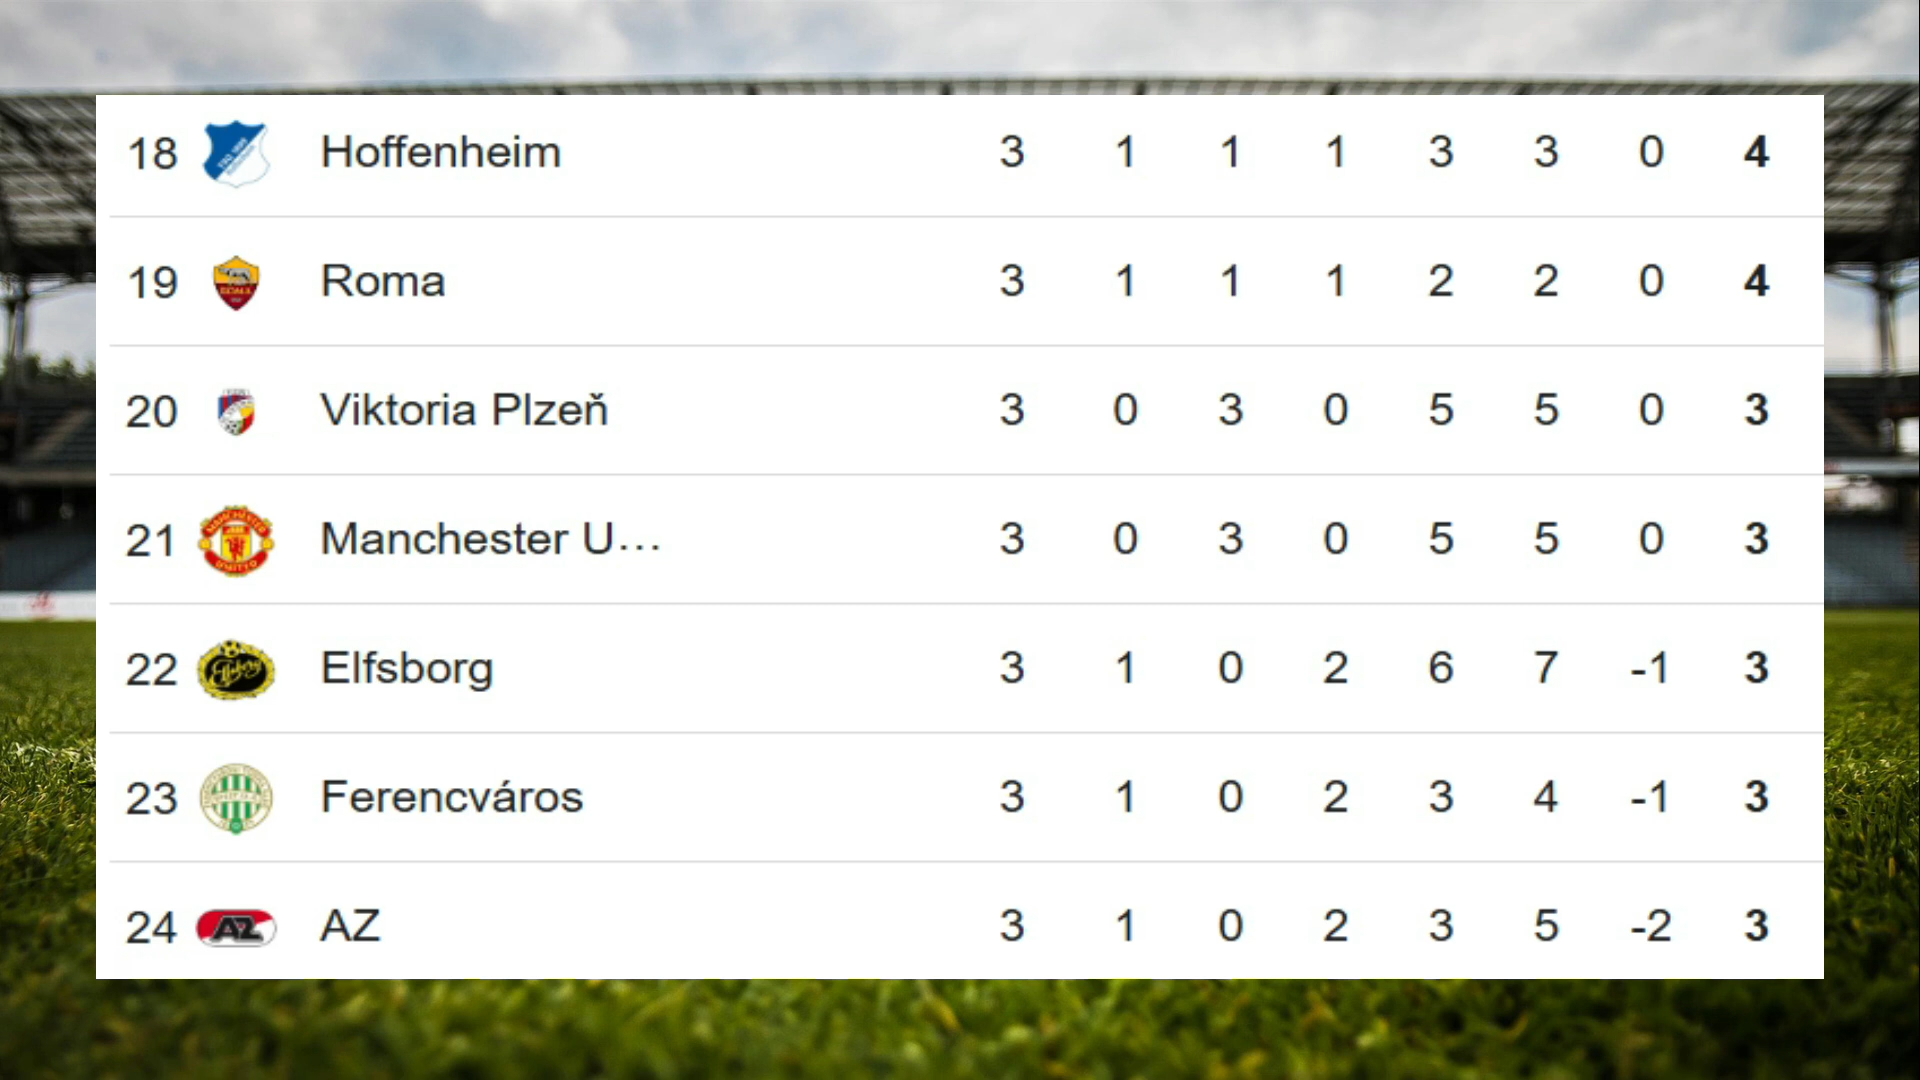 18 Hoffenheim 3 1 1 1 3 3 0 4
19 Roma 3 1 1 1 2 2 0 4
20 Viktoria Plzeň 3 0 3 0 5 5 0 3
21 Manchester U... 3 0 3 0 5 5 0 3
22 Elfsborg 3 1 0 2 6 7 -1 3
23 Ferencváros 3 1 0 2 3 4 -1 3
24 AZ 3 1 0 2 3 5 -2 3